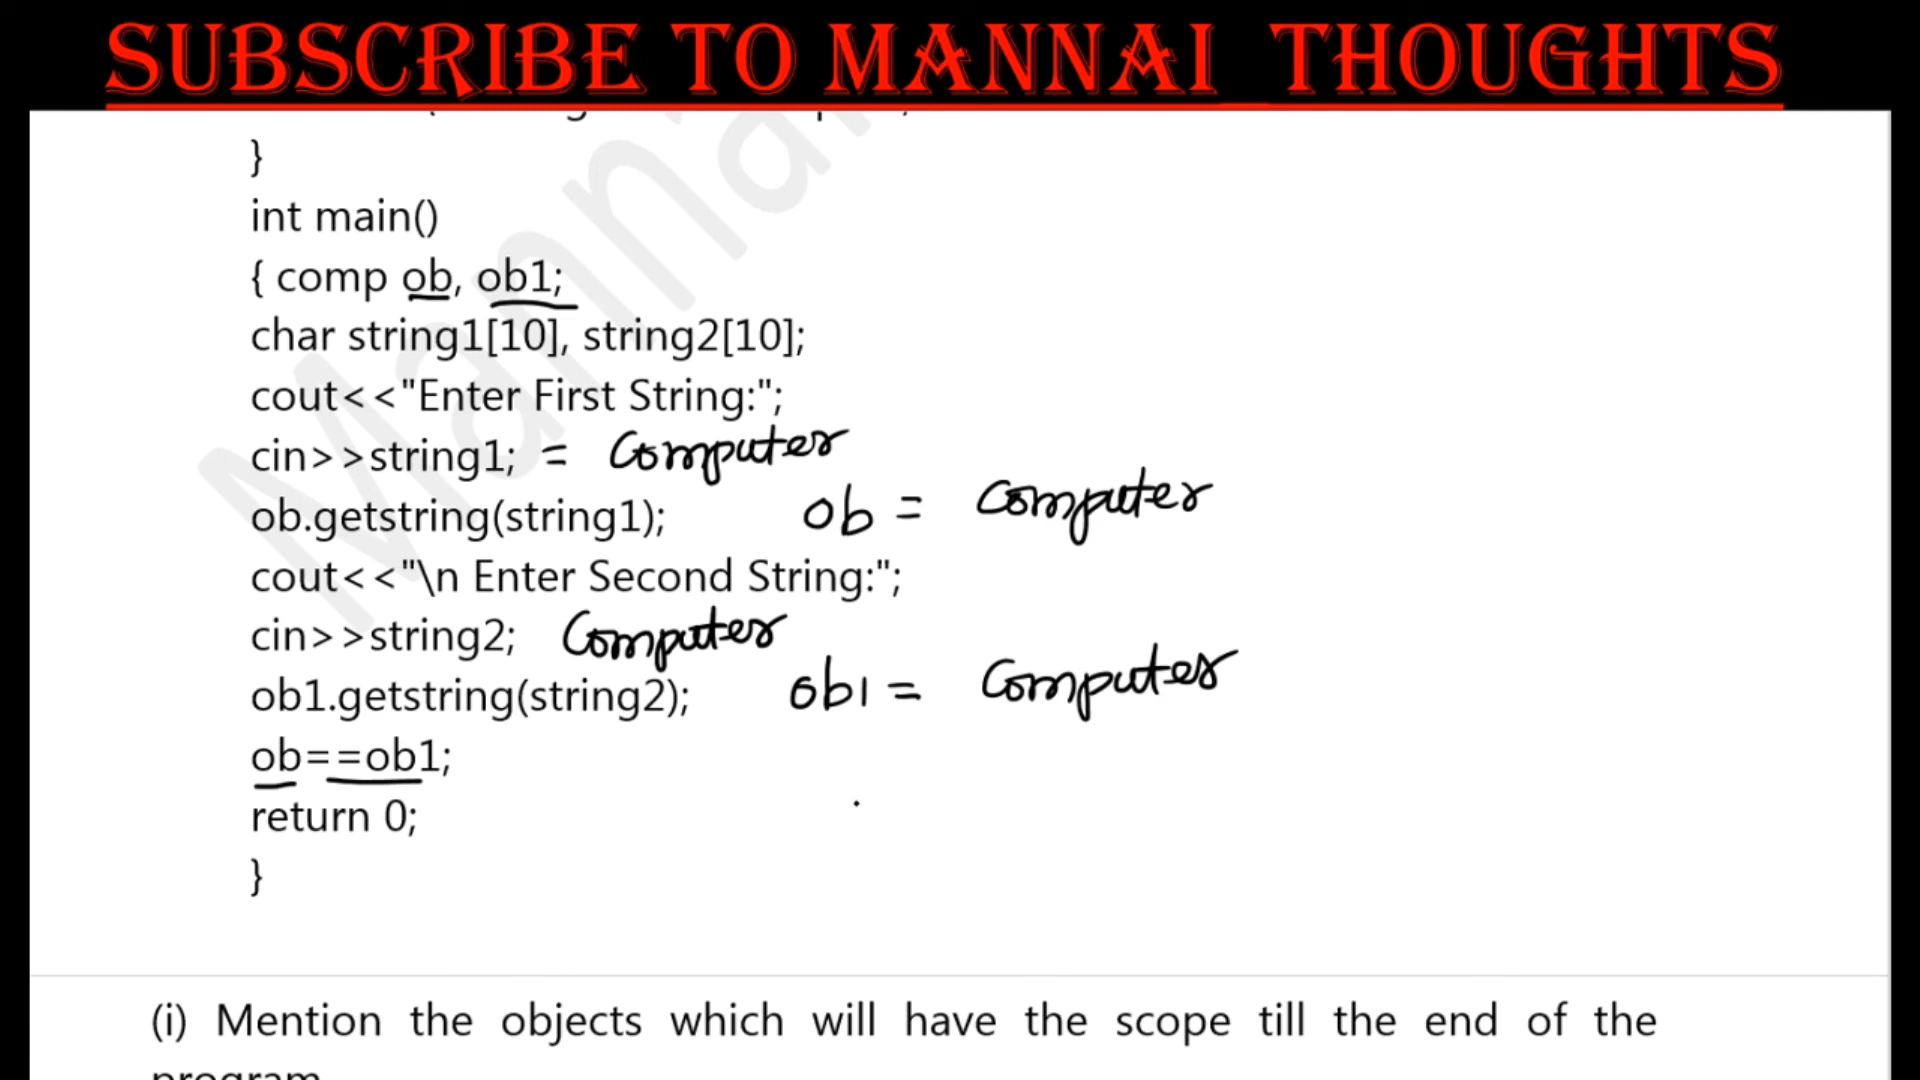 SUBSCRIBE TO MANNAI THOUGHTS
}
int main()
{ comp ob, ob1;
char string1[10], string2[10];
cout<<"Enter First String:";
cin>>string1; = Computer
ob.getstring(string1); ob = Computer
cout<<"\n Enter Second String:";
cin>>string2; Computer
ob1.getstring(string2); ob1 = Computer
ob==ob1;
return 0;
}
(i) Mention the objects which will have the scope till the end of the
program